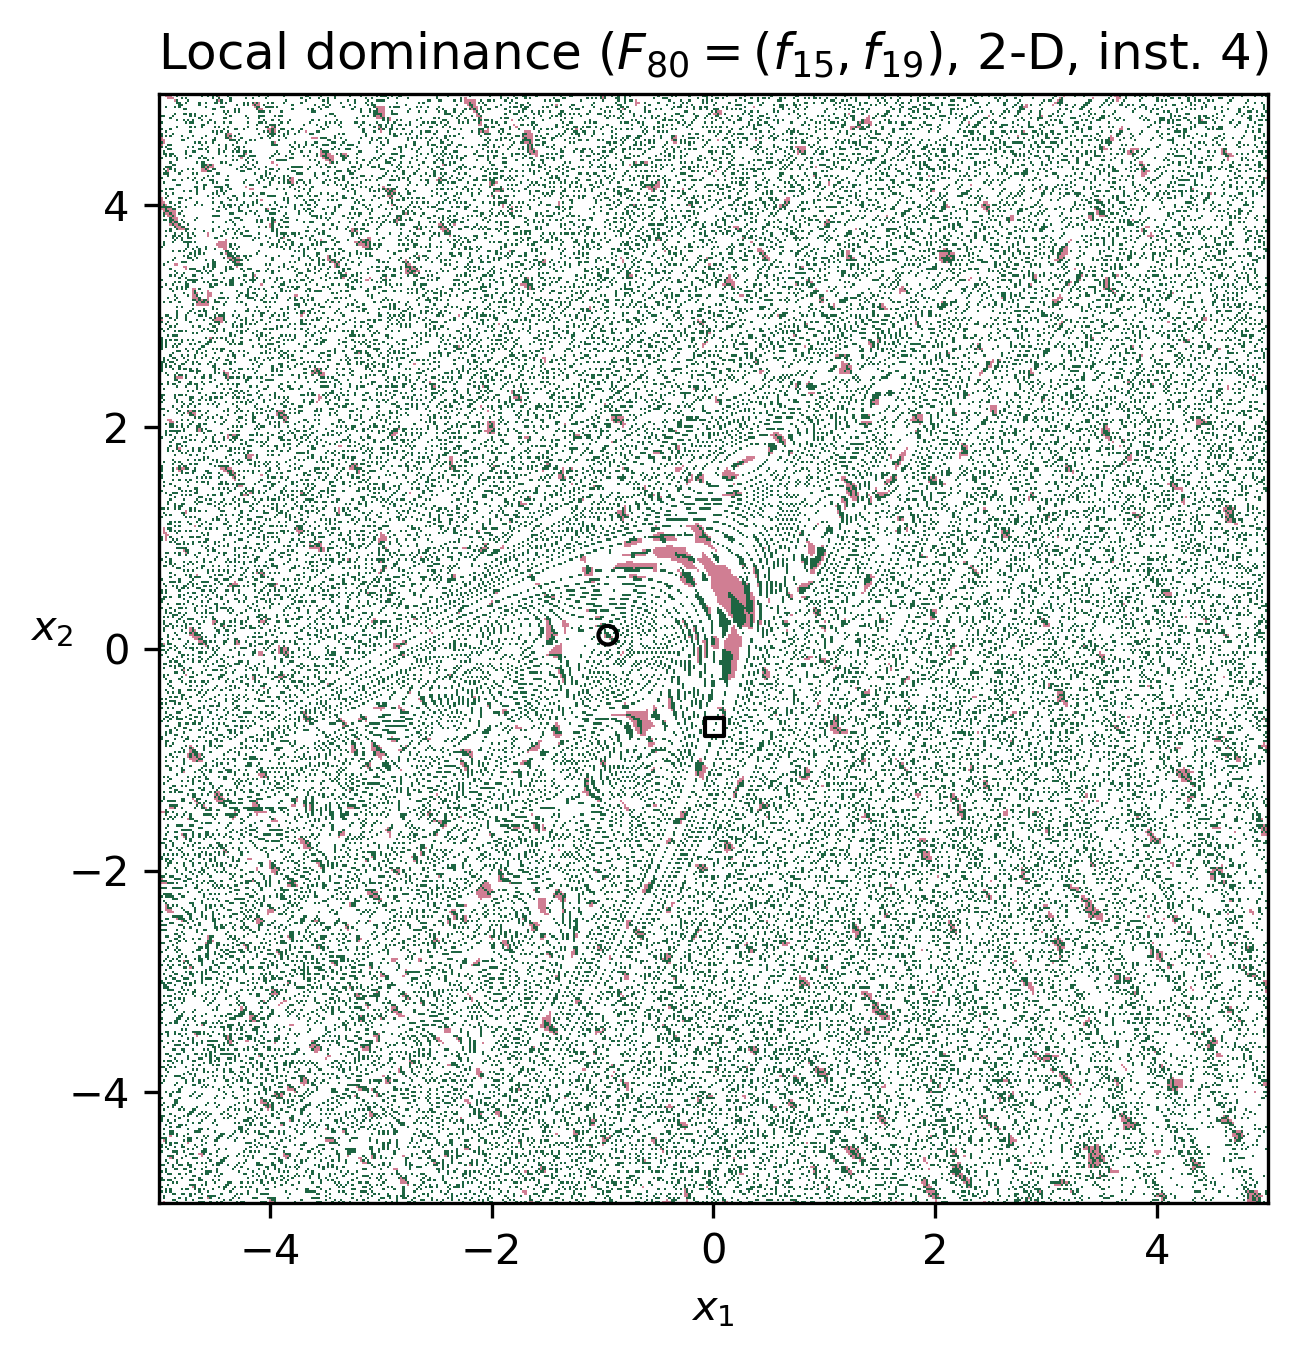 Local dominance (F₈₀ = (f₁₅, f₁₉), 2-D, inst. 4)
4
2
x₂
0
−2
−4
−4 −2 0 2 4
x₁